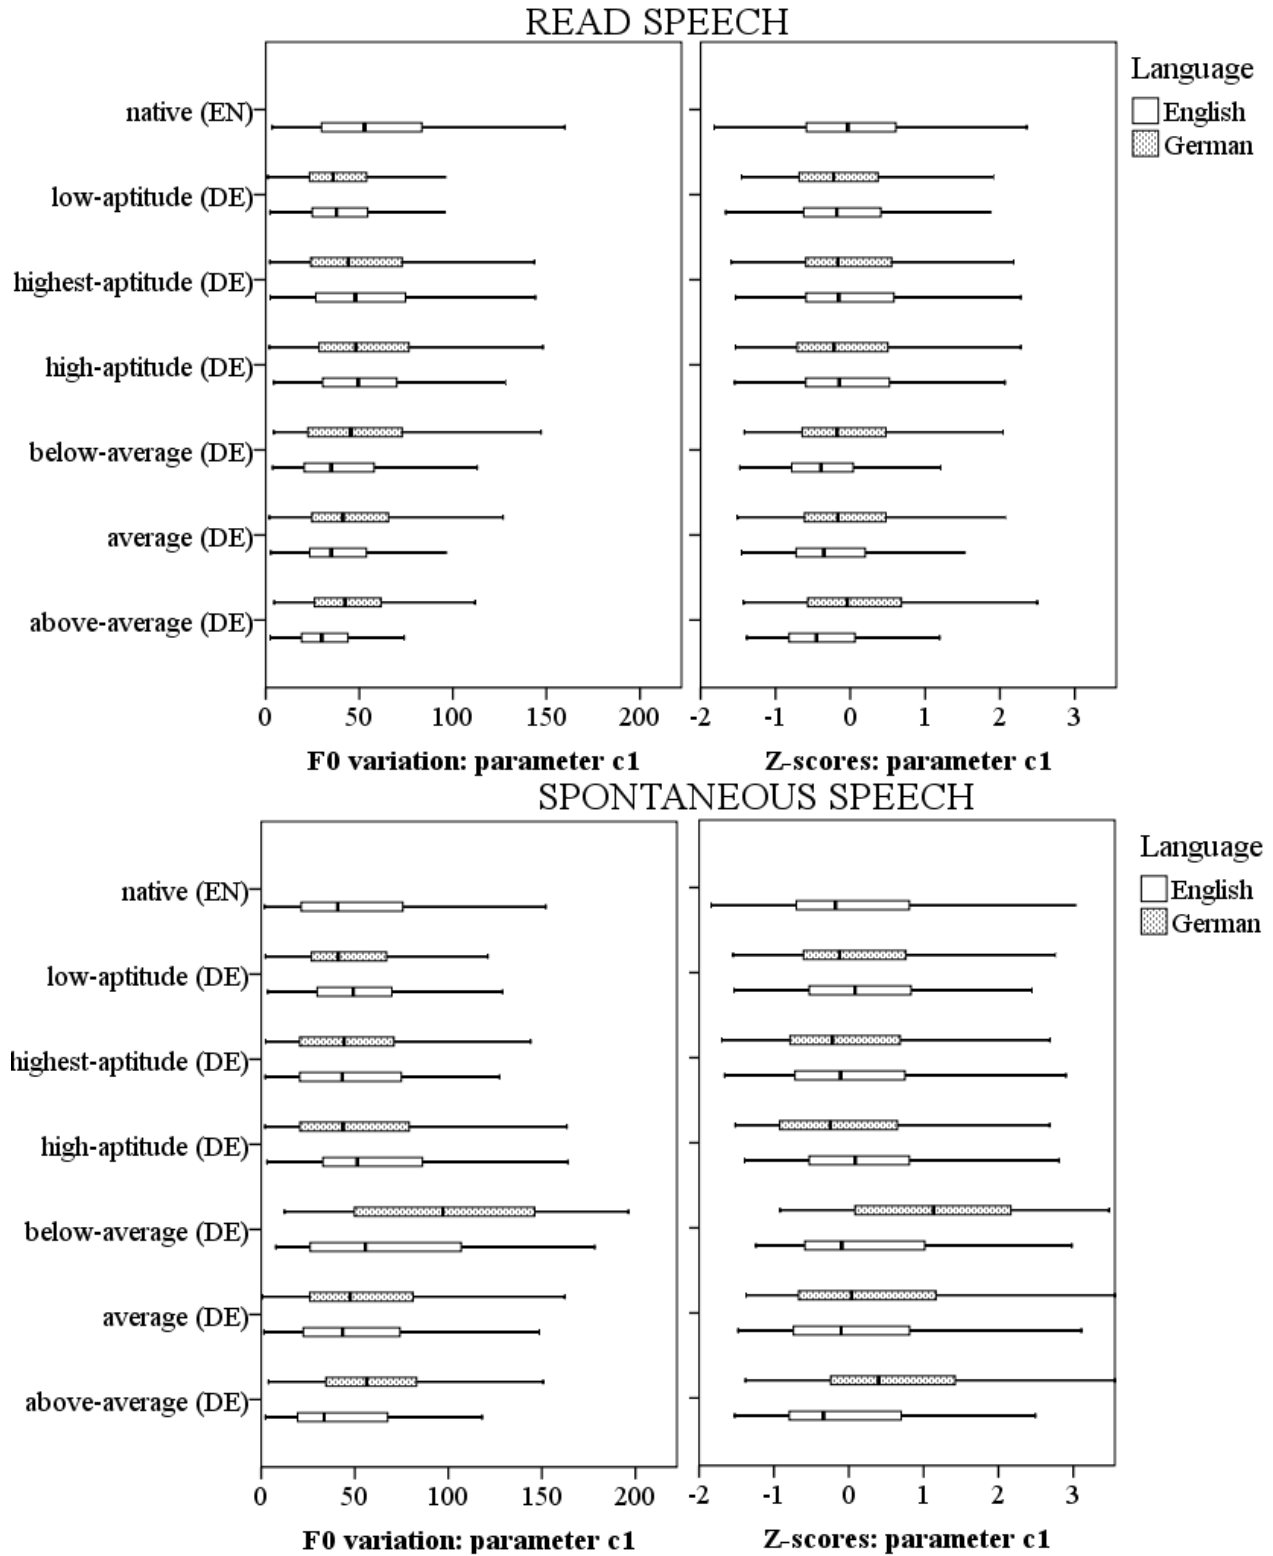 READ SPEECH
Language
English
German
native (EN)
low-aptitude (DE)
highest-aptitude (DE)
high-aptitude (DE)
below-average (DE)
average (DE)
above-average (DE)
0 50 100 150 200
-2 -1 0 1 2 3
F0 variation: parameter c1
Z-scores: parameter c1
SPONTANEOUS SPEECH
Language
English
German
native (EN)
low-aptitude (DE)
highest-aptitude (DE)
high-aptitude (DE)
below-average (DE)
average (DE)
above-average (DE)
0 50 100 150 200
-2 -1 0 1 2 3
F0 variation: parameter c1
Z-scores: parameter c1